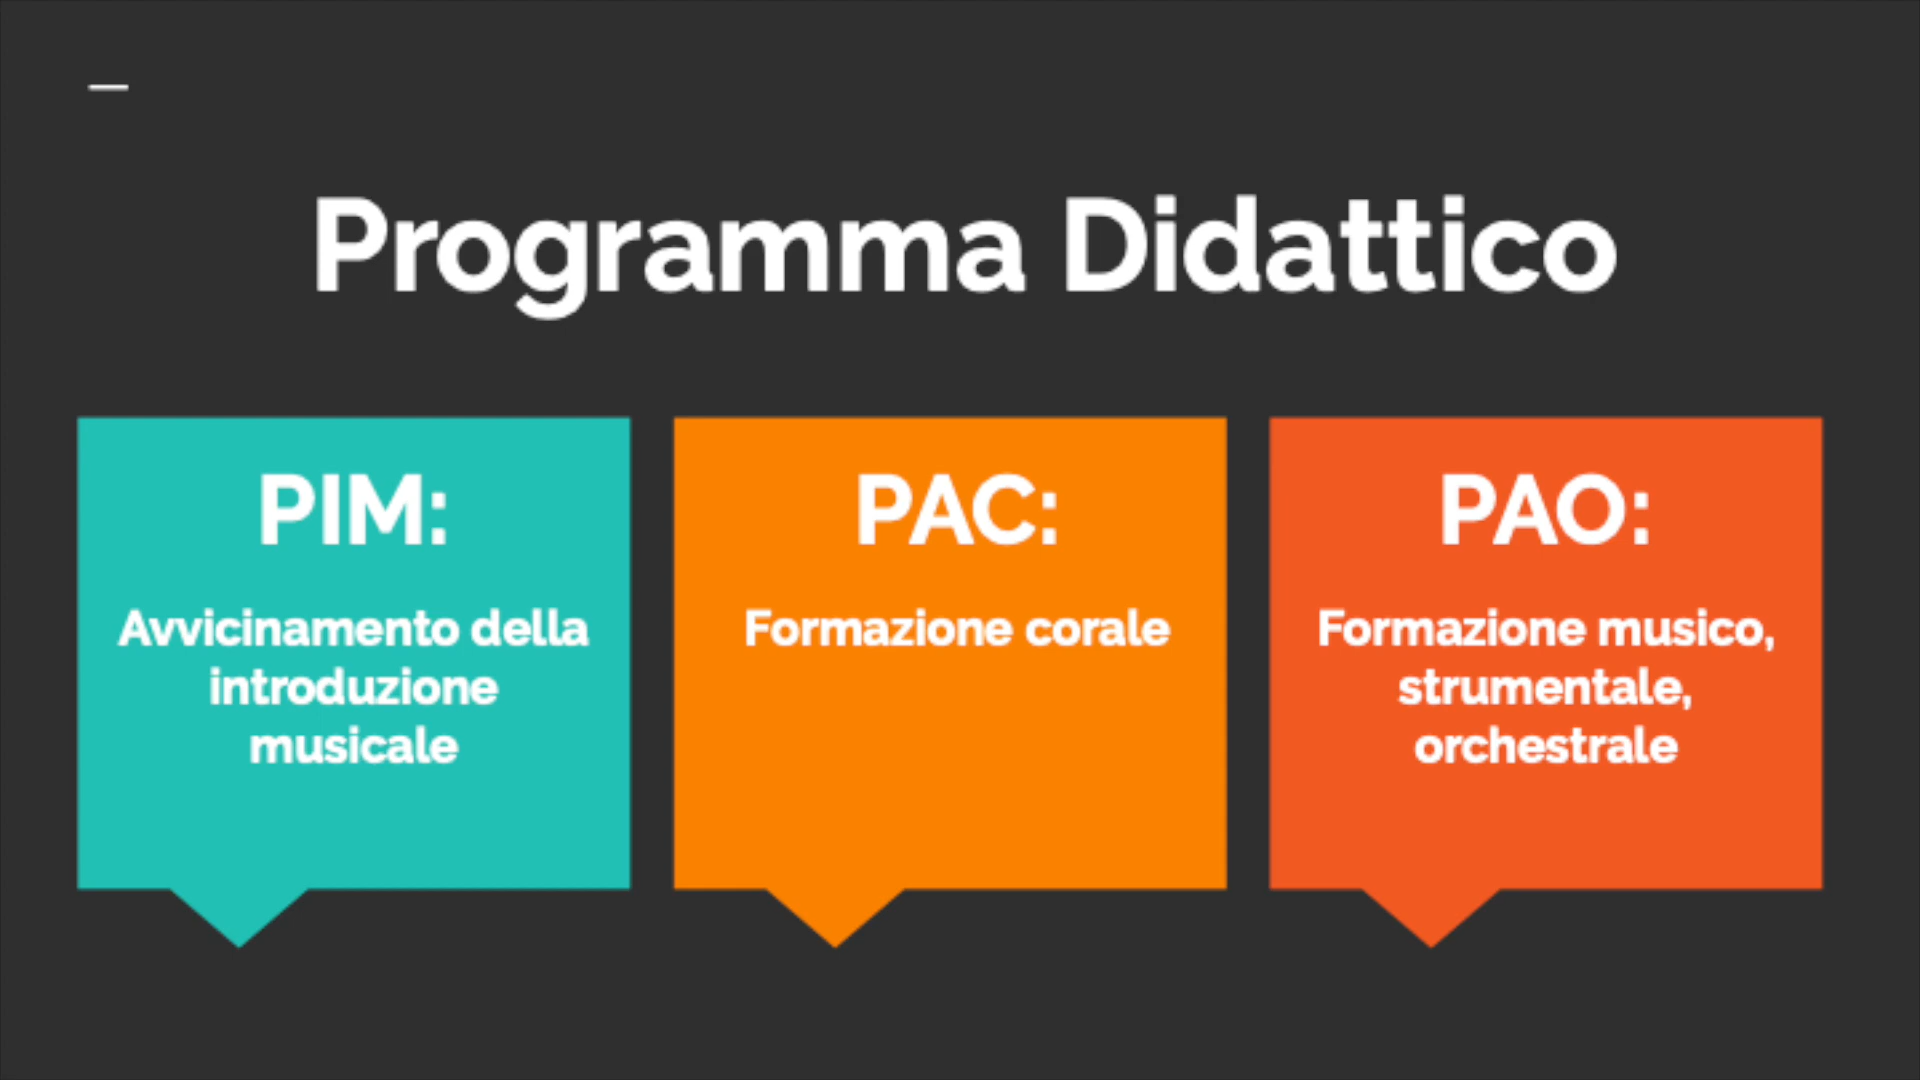 Programma Didattico
PIM:
Avvicinamento della
introduzione
musicale
PAC:
Formazione corale
PAO:
Formazione musico,
strumentale,
orchestrale